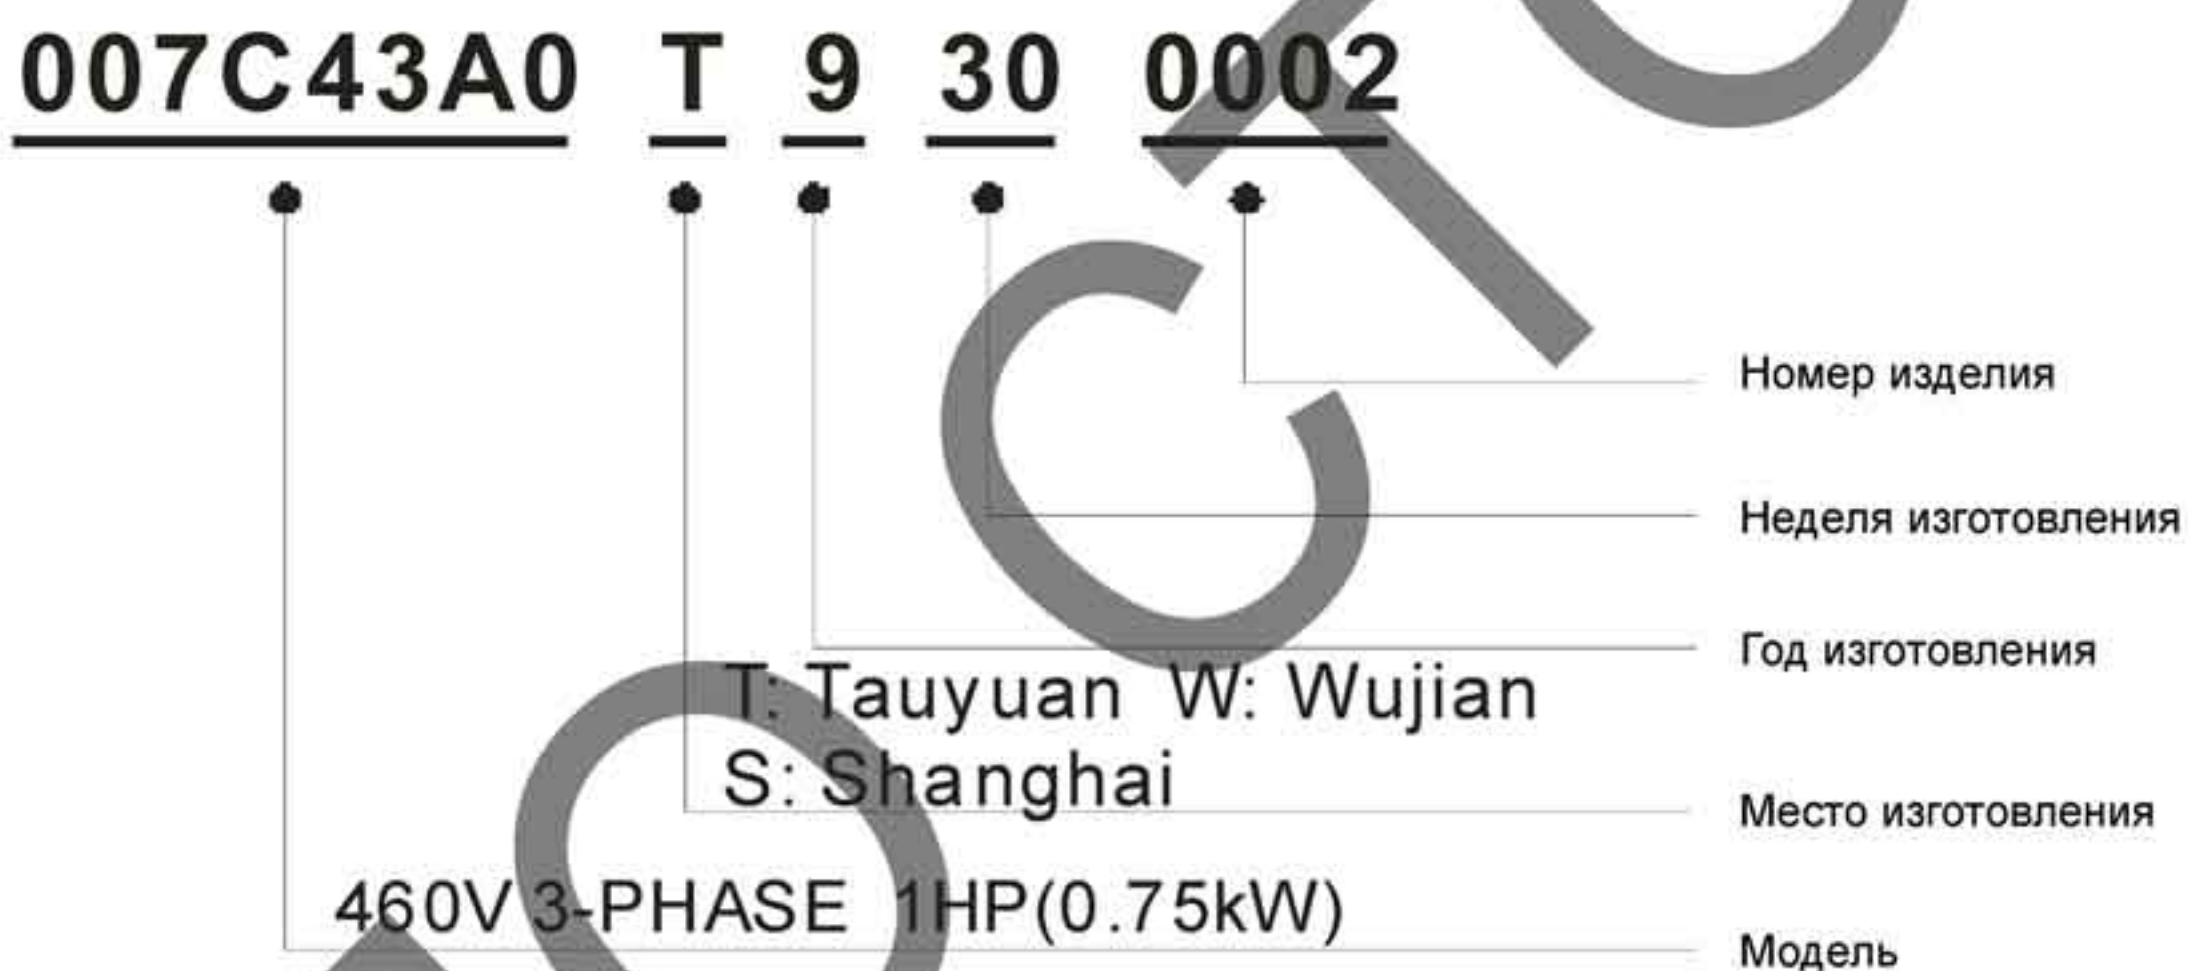 007C43A0 T 9 30 0002
Номер изделия
Неделя изготовления
Год изготовления
T: Tauyuan W: Wujian
S: Shanghai
Место изготовления
460V 3-PHASE 1HP(0.75kW)
Модель